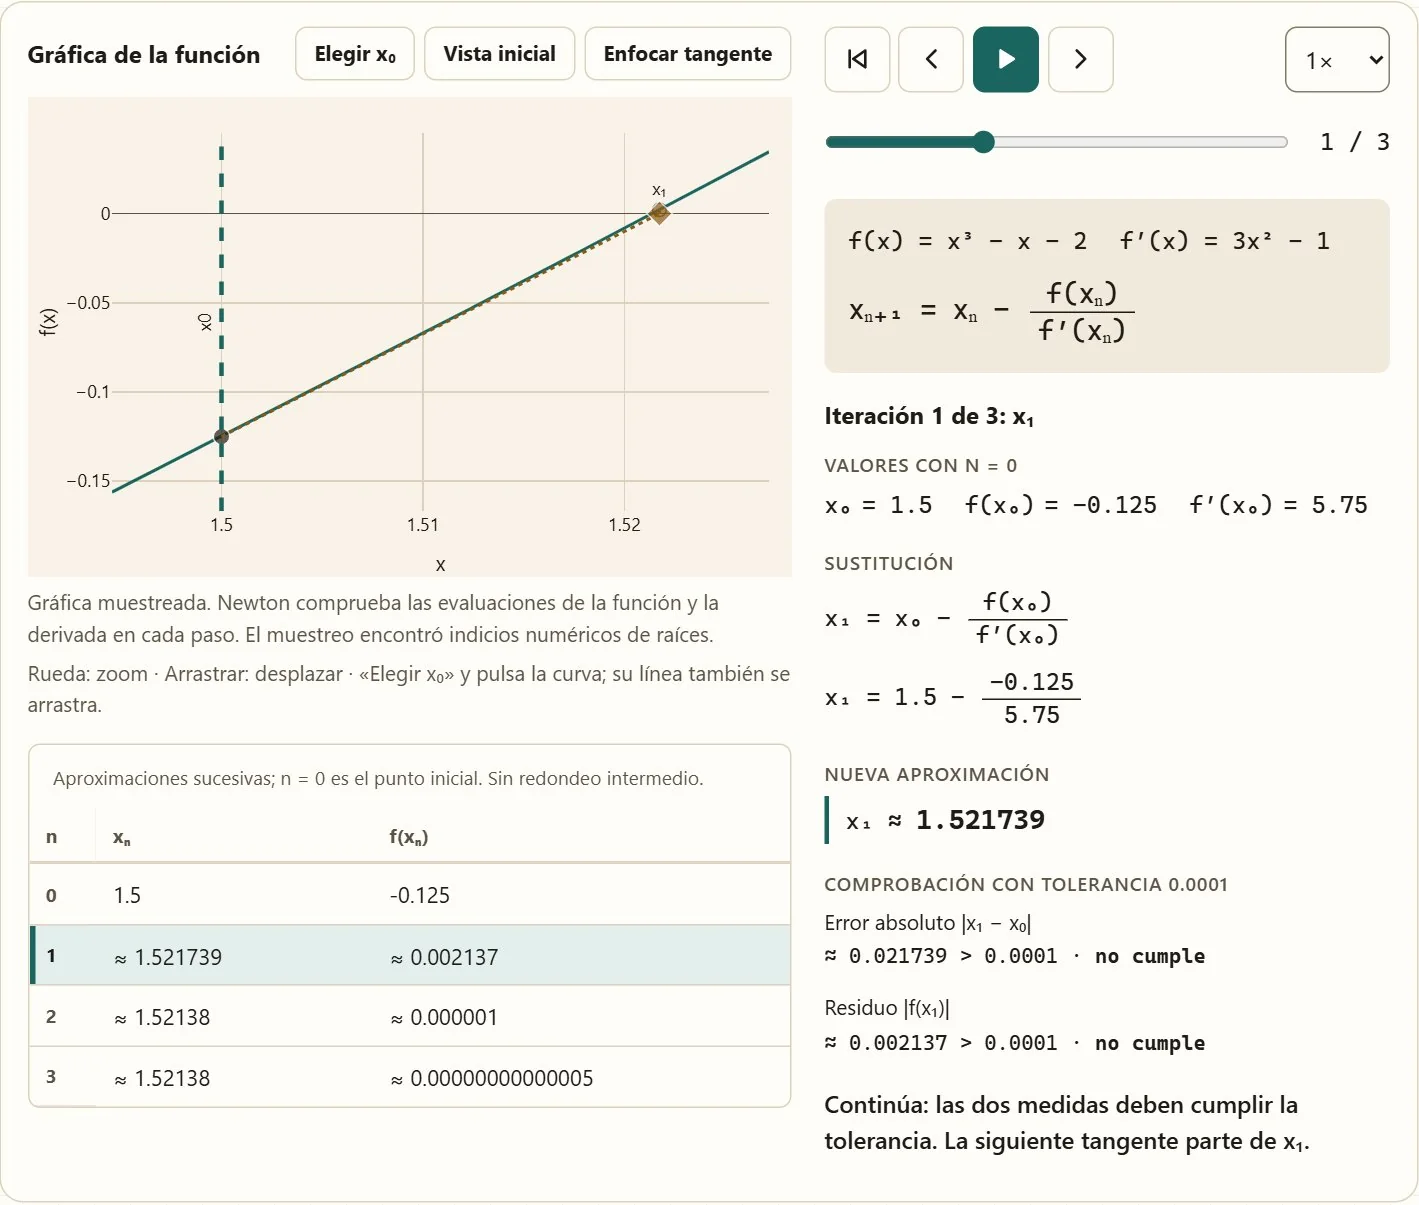 Gráfica de la función
Elegir x₀
Vista inicial
Enfocar tangente
x₁
0
−0.05
−0.1
−0.15
f(x)
x0
1.5
1.51
1.52
x
Gráfica muestreada. Newton comprueba las evaluaciones de la función y la
derivada en cada paso. El muestreo encontró indicios numéricos de raíces.
Rueda: zoom · Arrastrar: desplazar · «Elegir x₀» y pulsa la curva; su línea también se
arrastra.
Aproximaciones sucesivas; n = 0 es el punto inicial. Sin redondeo intermedio.
n xₙ f(xₙ)
0 1.5 -0.125
1 ≈ 1.521739 ≈ 0.002137
2 ≈ 1.52138 ≈ 0.000001
3 ≈ 1.52138 ≈ 0.00000000000005
1×
1 / 3
f(x) = x³ − x − 2 f′(x) = 3x² − 1
xₙ₊₁ = xₙ − f(xₙ) / f′(xₙ)
Iteración 1 de 3: x₁
VALORES CON N = 0
x₀ = 1.5 f(x₀) = −0.125 f′(x₀) = 5.75
SUSTITUCIÓN
x₁ = x₀ − f(x₀) / f′(x₀)
x₁ = 1.5 − −0.125 / 5.75
NUEVA APROXIMACIÓN
x₁ ≈ 1.521739
COMPROBACIÓN CON TOLERANCIA 0.0001
Error absoluto |x₁ − x₀|
≈ 0.021739 > 0.0001 · no cumple
Residuo |f(x₁)|
≈ 0.002137 > 0.0001 · no cumple
Continúa: las dos medidas deben cumplir la
tolerancia. La siguiente tangente parte de x₁.